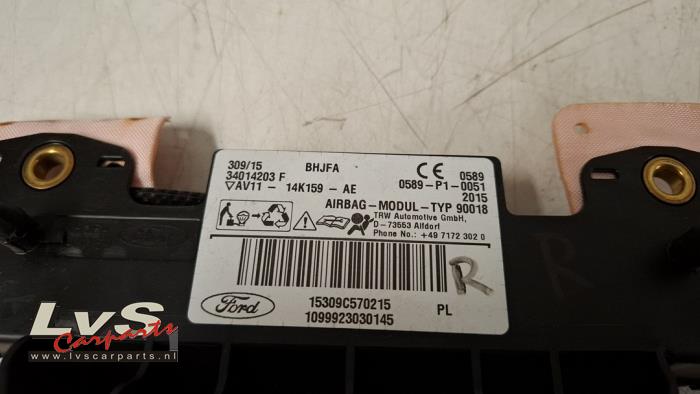 309/15 BHJFA 0589
34014203 F 0589-P1-0051
2015
AV11 - 14K159 - AE
AIRBAG-MODUL-TYP 90018
TRW Automotive GmbH,
D-73553 Alfdorf
Phone No.: +49 7172 302 0
R
R
Ford
15309C570215 PL
1099923030145
LvS
Carparts
www.lvscarparts.nl